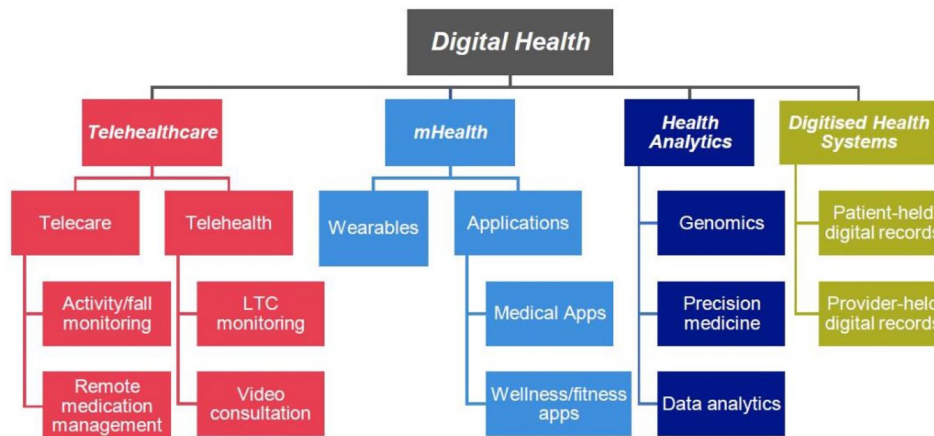 Digital Health
Telehealthcare
mHealth
Health
Analytics
Digitised Health
Systems
Telecare
Telehealth
Wearables
Applications
Genomics
Patient-held
digital records
Activity/fall
monitoring
LTC
monitoring
Medical Apps
Precision
medicine
Provider-held
digital records
Remote
medication
management
Video
consultation
Wellness/fitness
apps
Data analytics